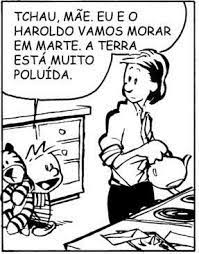 TCHAU, MÃE. EU E O
HAROLDO VAMOS MORAR
EM MARTE. A TERRA
ESTÁ MUITO
POLUÍDA.